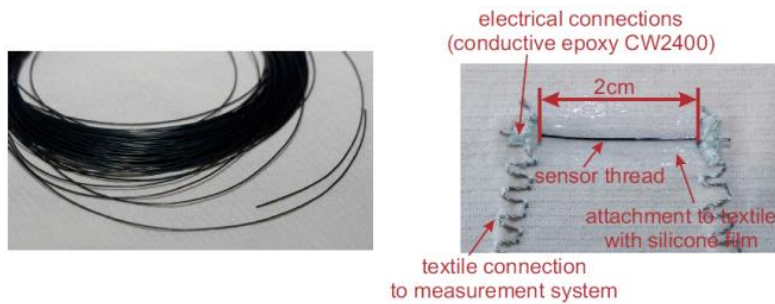 electrical connections
(conductive epoxy CW2400)
2cm
sensor thread
attachment to textile
with silicone film
textile connection
to measurement system